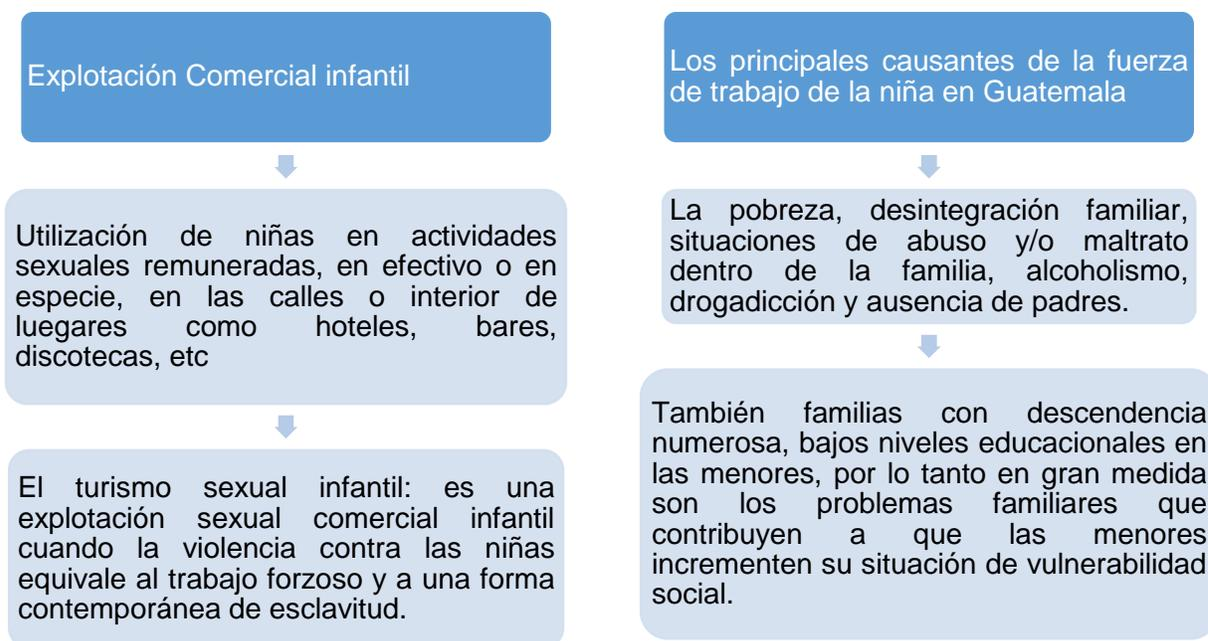 Explotación Comercial infantil
Utilización de niñas en actividades
sexuales remuneradas, en efectivo o en
especie, en las calles o interior de
luegares como hoteles, bares,
discotecas, etc
El turismo sexual infantil: es una
explotación sexual comercial infantil
cuando la violencia contra las niñas
equivale al trabajo forzoso y a una forma
contemporánea de esclavitud.
Los principales causantes de la fuerza
de trabajo de la niña en Guatemala
La pobreza, desintegración familiar,
situaciones de abuso y/o maltrato
dentro de la familia, alcoholismo,
drogadicción y ausencia de padres.
También familias con descendencia
numerosa, bajos niveles educacionales en
las menores, por lo tanto en gran medida
son los problemas familiares que
contribuyen a que las menores
incrementen su situación de vulnerabilidad
social.